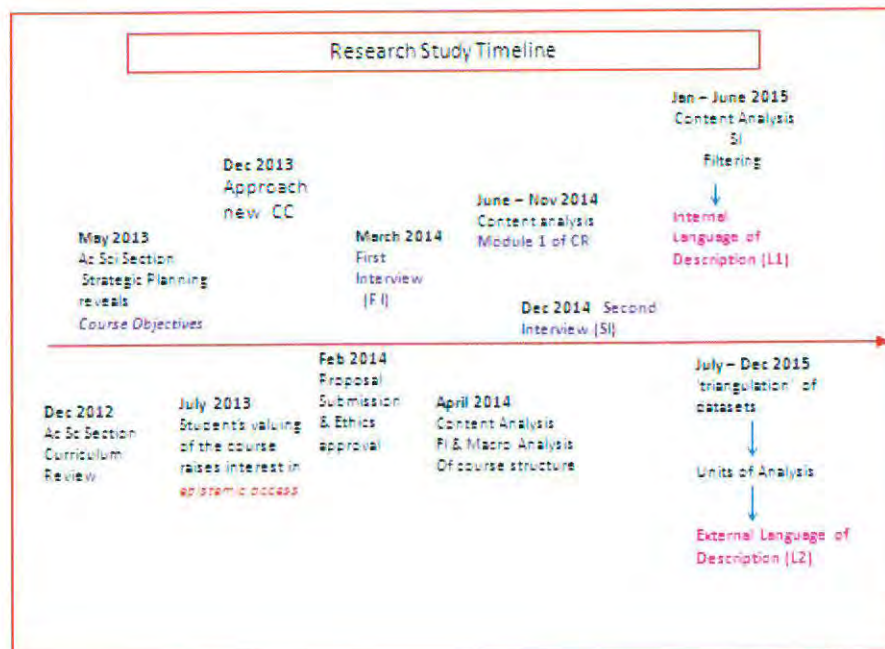 Research Study Timeline
Jan – June 2015
Content Analysis
SI
Filtering
Internal
Language of
Description (L1)
Dec 2013
Approach
new CC
June – Nov 2014
Content analysis
Module 1 of CR
May 2013
Ac Sci Section
Strategic Planning
reveals
Course Objectives
March 2014
First
Interview
(FI)
Dec 2014 Second
Interview (SI)
Dec 2012
Ac Sc Section
Curriculum
Review
July 2013
Student's valuing
of the course
raises interest in
epistemic access
Feb 2014
Proposal
Submission
& Ethics
approval
April 2014
Content Analysis
FI & Macro Analysis
Of course structure
July – Dec 2015
'triangulation' of
datasets
Units of Analysis
External Language of
Description (L2)